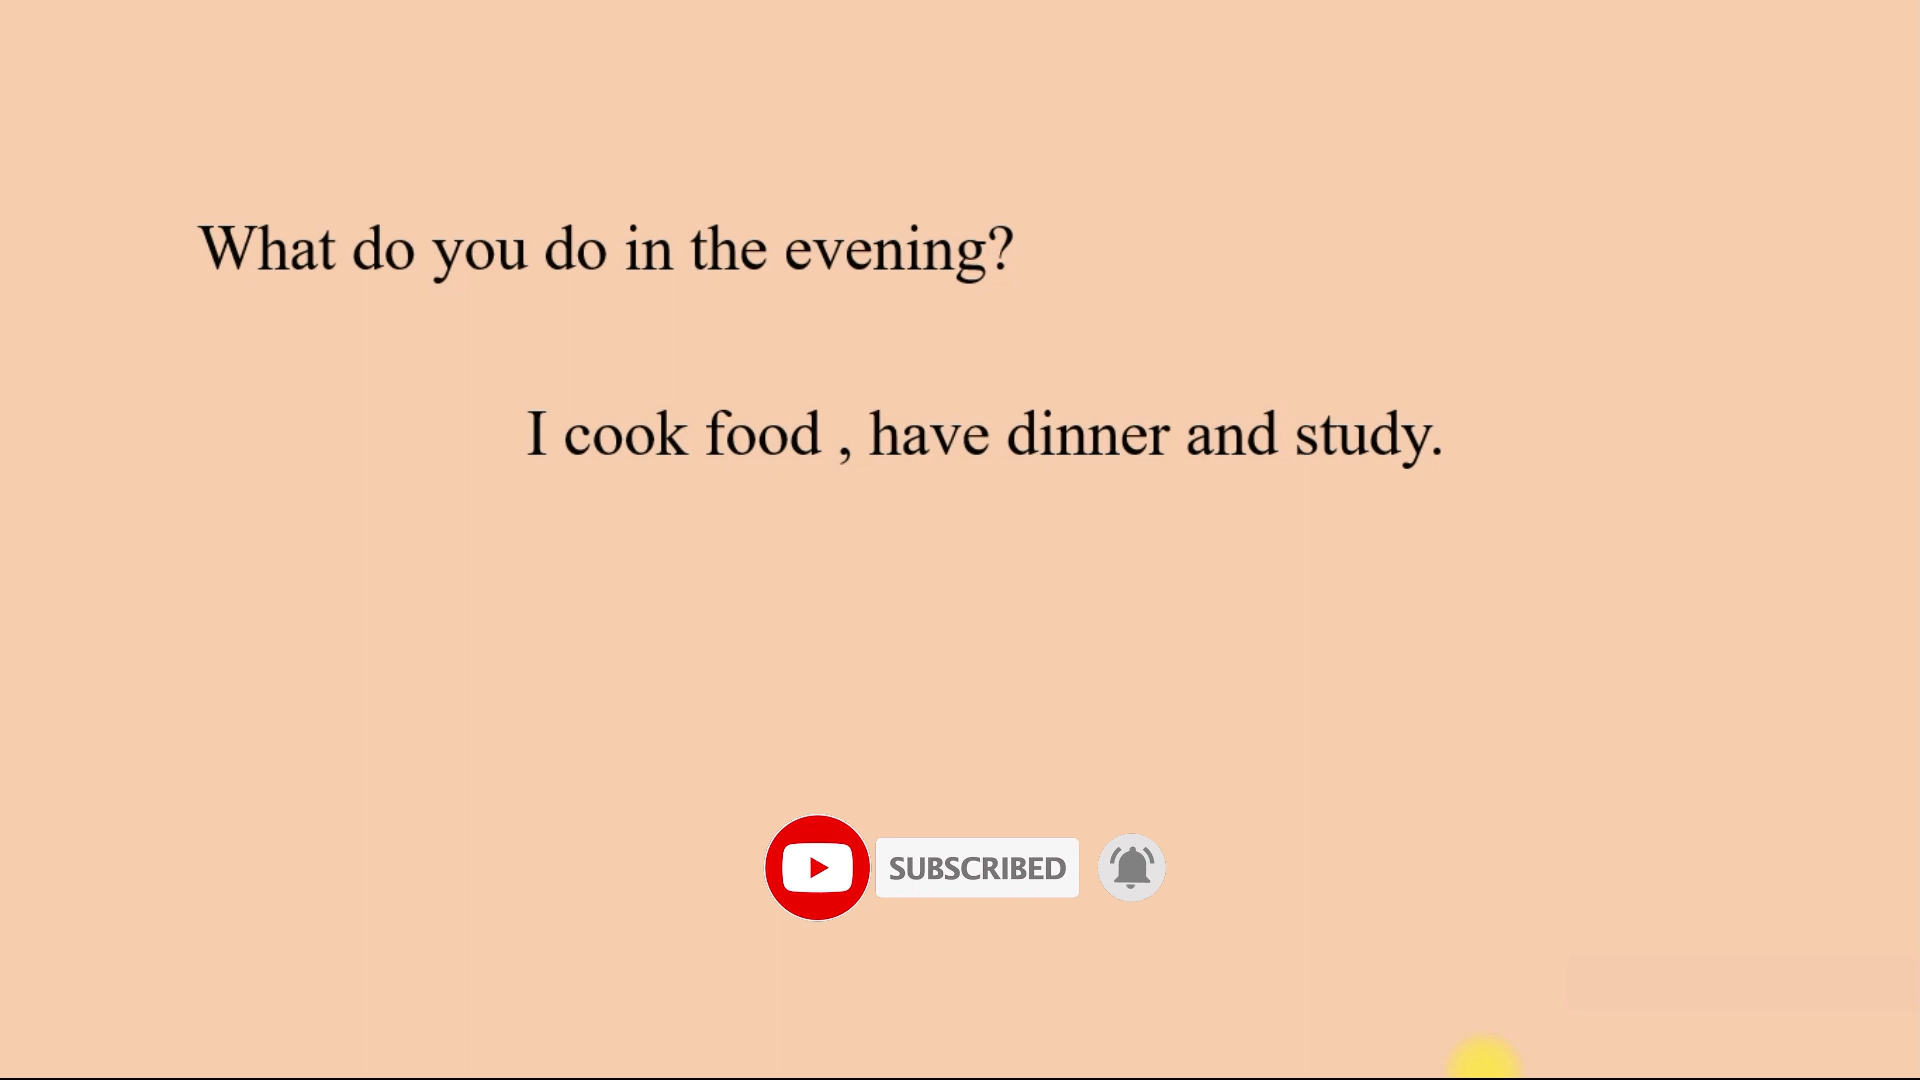 What do you do in the evening?
I cook food , have dinner and study.
SUBSCRIBED